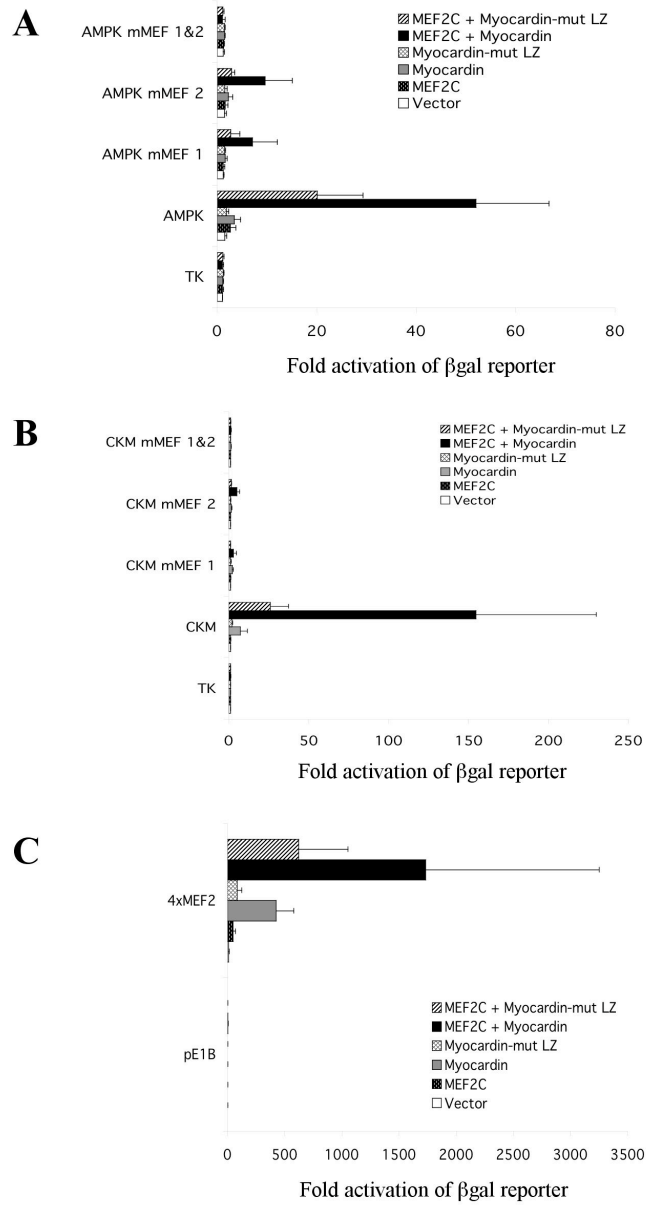 A
MEF2C + Myocardin-mut LZ
MEF2C + Myocardin
Myocardin-mut LZ
Myocardin
MEF2C
Vector
AMPK mMEF 1&2
AMPK mMEF 2
AMPK mMEF 1
AMPK
TK
0 20 40 60 80
Fold activation of βgal reporter
B
MEF2C + Myocardin-mut LZ
MEF2C + Myocardin
Myocardin-mut LZ
Myocardin
MEF2C
Vector
CKM mMEF 1&2
CKM mMEF 2
CKM mMEF 1
CKM
TK
0 50 100 150 200 250
Fold activation of βgal reporter
C
4xMEF2
pE1B
MEF2C + Myocardin-mut LZ
MEF2C + Myocardin
Myocardin-mut LZ
Myocardin
MEF2C
Vector
0 500 1000 1500 2000 2500 3000 3500
Fold activation of βgal reporter